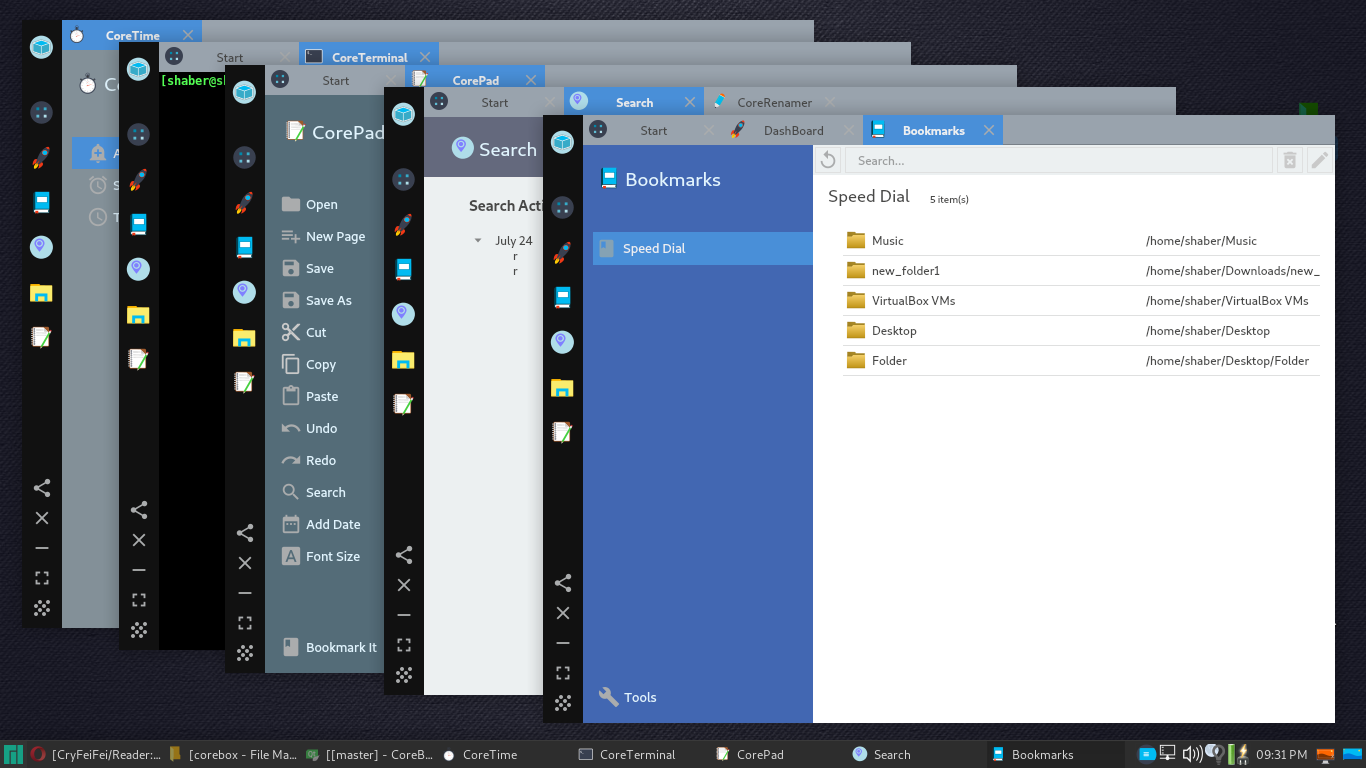 CoreTime
Start
CoreTerminal
[shaber@s
Start
CorePad
CorePad
Open
New Page
Save
Save As
Cut
Copy
Paste
Undo
Redo
Search
Add Date
Font Size
Bookmark It
Start
Search
CoreRenamer
Search
Search Acti
July 24
r
r
Start
DashBoard
Bookmarks
Bookmarks
Speed Dial
Tools
Search...
Speed Dial 5 item(s)
Music /home/shaber/Music
new_folder1 /home/shaber/Downloads/new_
VirtualBox VMs /home/shaber/VirtualBox VMs
Desktop /home/shaber/Desktop
Folder /home/shaber/Desktop/Folder
[CryFeiFei/Reader:... [corebox - File Ma... [[master] - CoreB... CoreTime CoreTerminal CorePad Search Bookmarks 09:31 PM